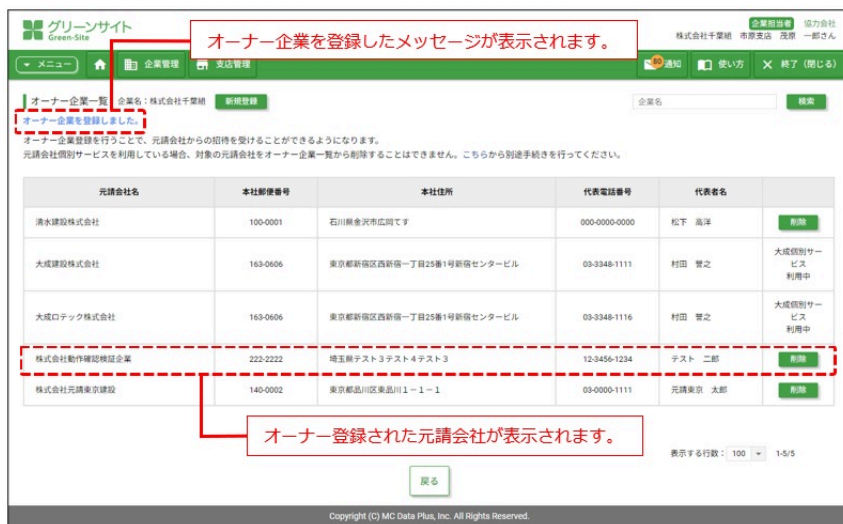 グリーンサイト
Green-Site
企業担当者 協力会社
株式会社千葉組 市原支店 茂原 一郎さん
オーナー企業を登録したメッセージが表示されます。
メニュー 企業管理 支店管理 80 通知 使い方 × 終了（閉じる）
オーナー企業一覧 企業名：株式会社千葉組 新規登録 企業名 検索
オーナー企業を登録しました。
オーナー企業登録を行うことで、元請会社からの招待を受けることができるようになります。
元請会社個別サービスを利用している場合、対象の元請会社をオーナー企業一覧から削除することはできません。こちらから別途手続きを行ってください。
元請会社名 本社郵便番号 本社住所 代表電話番号 代表者名
清水建設株式会社 100-0001 石川県金沢市広岡てす 000-0000-0000 松下 高洋 削除
大成建設株式会社 163-0606 東京都新宿区西新宿一丁目25番1号新宿センタービル 03-3348-1111 村田 誉之 大成個別サー
ビス
利用中
大成ロテック株式会社 163-0606 東京都新宿区西新宿一丁目25番1号新宿センタービル 03-3348-1116 村田 誉之 大成個別サー
ビス
利用中
株式会社動作確認検証企業 222-2222 埼玉県テスト３テスト４テスト３ 12-3456-1234 テスト 二郎 削除
株式会社元請東京建設 140-0002 東京都品川区東品川１－１－１ 03-0000-1111 元請東京 太郎 削除
オーナー登録された元請会社が表示されます。
表示する行数： 100 1-5/5
戻る
Copyright (C) MC Data Plus, Inc. All Rights Reserved.